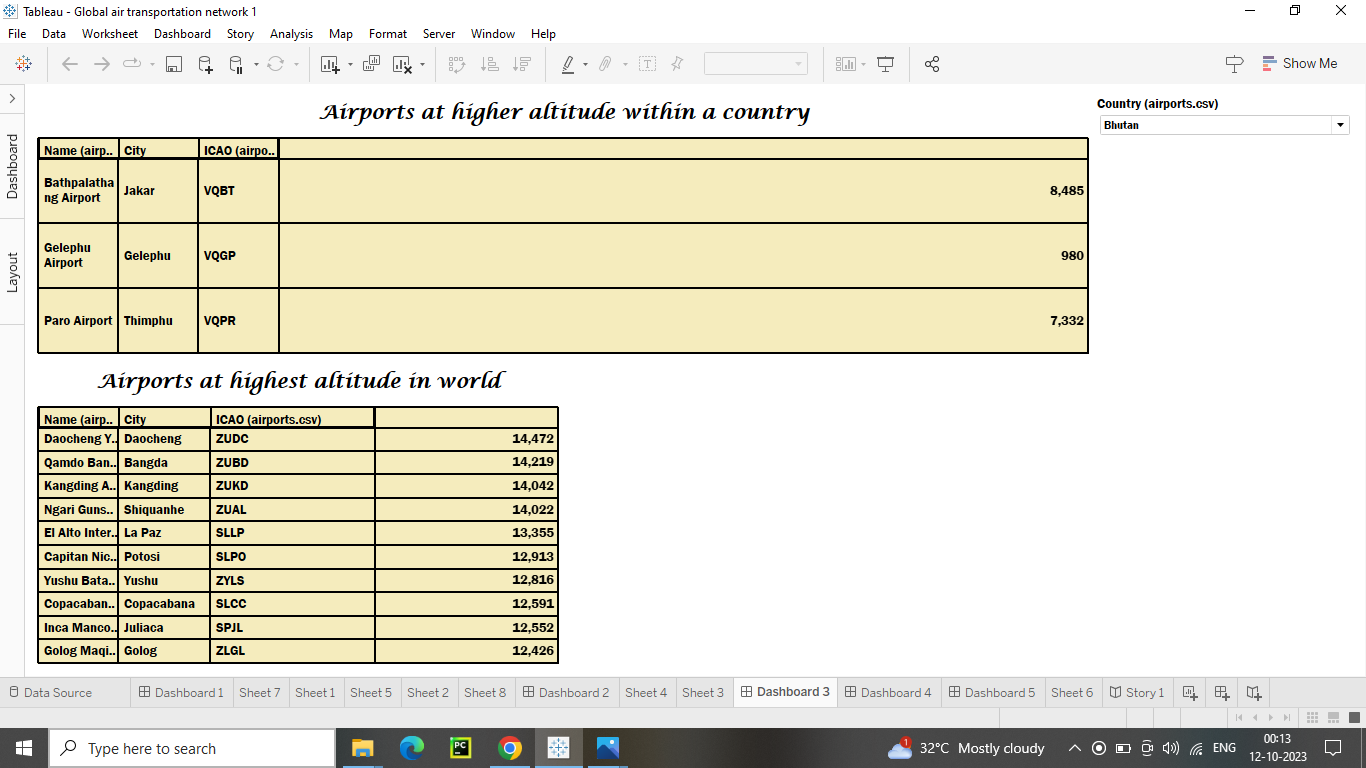 Tableau - Global air transportation network 1
File Data Worksheet Dashboard Story Analysis Map Format Server Window Help
Show Me
Dashboard
Layout
Airports at higher altitude within a country
Country (airports.csv)
Bhutan
Name (airp.. City ICAO (airpo..
Bathpalatha
ng Airport Jakar VQBT 8,485
Gelephu
Airport Gelephu VQGP 980
Paro Airport Thimphu VQPR 7,332
Airports at highest altitude in world
Name (airp.. City ICAO (airports.csv)
Daocheng Y.. Daocheng ZUDC 14,472
Qamdo Ban.. Bangda ZUBD 14,219
Kangding A.. Kangding ZUKD 14,042
Ngari Guns.. Shiquanhe ZUAL 14,022
El Alto Inter.. La Paz SLLP 13,355
Capitan Nic.. Potosi SLPO 12,913
Yushu Bata.. Yushu ZYLS 12,816
Copacaban.. Copacabana SLCC 12,591
Inca Manco.. Juliaca SPJL 12,552
Golog Maqi.. Golog ZLGL 12,426
Data Source Dashboard 1 Sheet 7 Sheet 1 Sheet 5 Sheet 2 Sheet 8 Dashboard 2 Sheet 4 Sheet 3 Dashboard 3 Dashboard 4 Dashboard 5 Sheet 6 Story 1
Type here to search PC 1 32°C Mostly cloudy ENG 00:13
12-10-2023